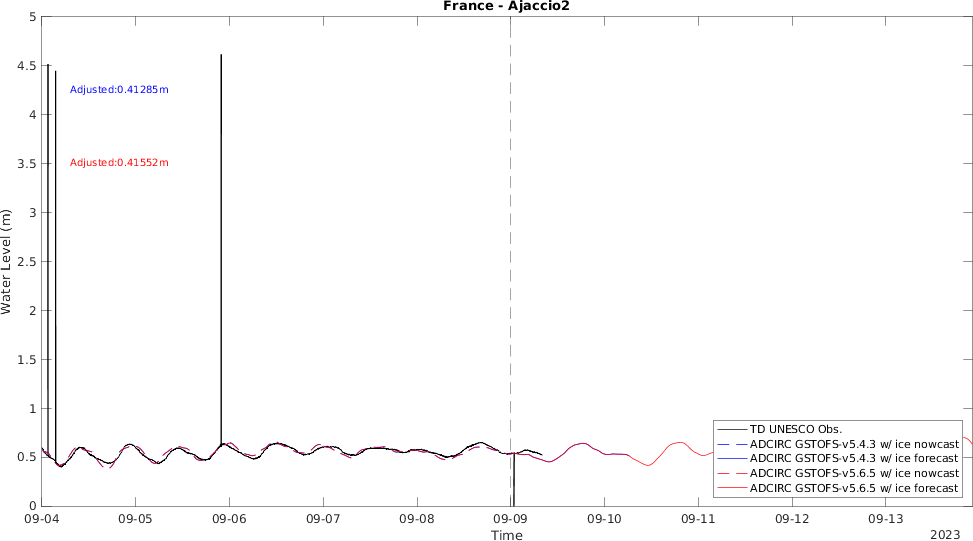 France - Ajaccio2
5
4.5
4
3.5
3
2.5
2
1.5
1
0.5
0
Water Level (m)
Adjusted:0.41285m
Adjusted:0.41552m
TD UNESCO Obs.
ADCIRC GSTOFS-v5.4.3 w/ ice nowcast
ADCIRC GSTOFS-v5.4.3 w/ ice forecast
ADCIRC GSTOFS-v5.6.5 w/ ice nowcast
ADCIRC GSTOFS-v5.6.5 w/ ice forecast
09-04 09-05 09-06 09-07 09-08 09-09 09-10 09-11 09-12 09-13
Time
2023